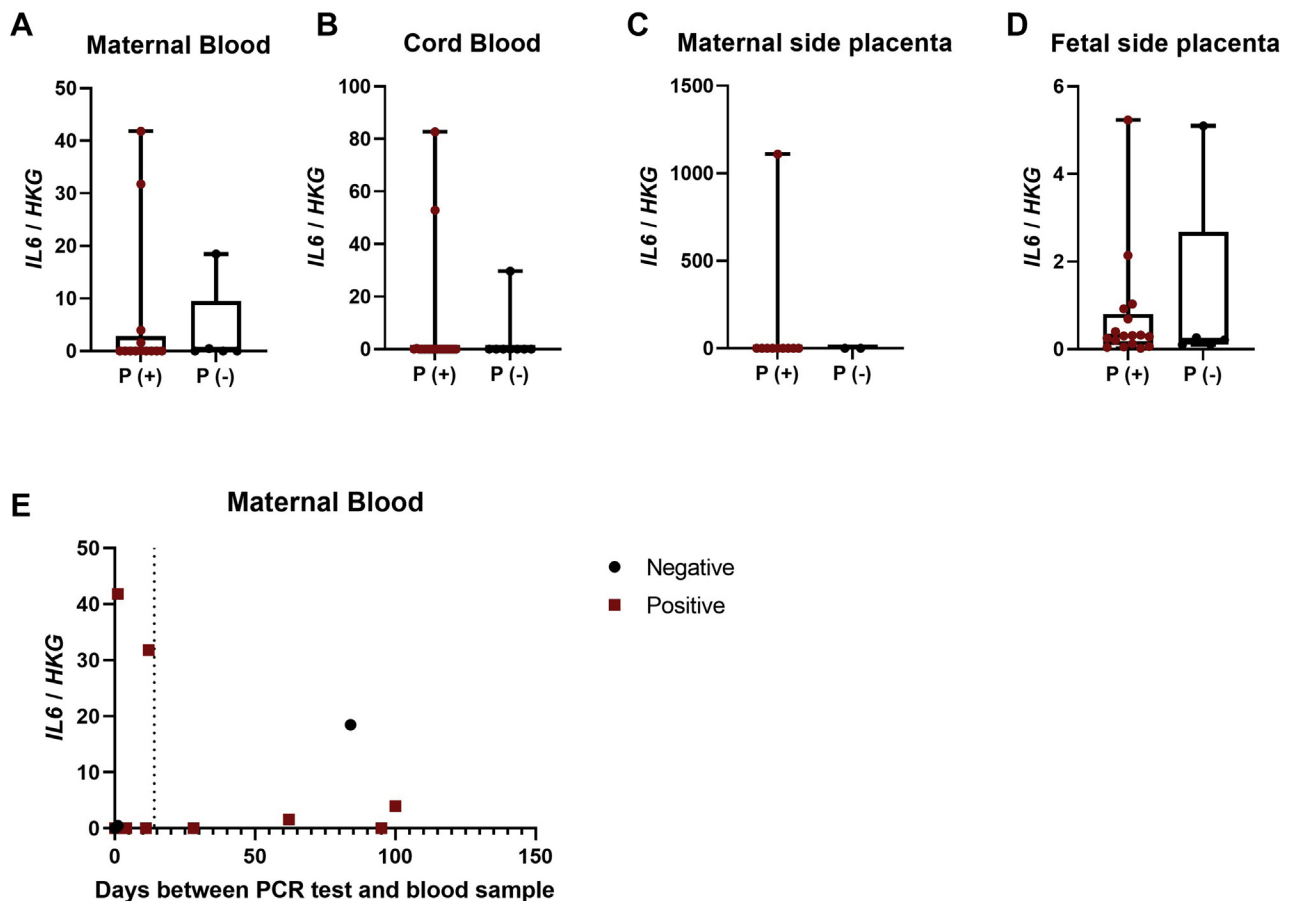 A
Maternal Blood
50
40
30
20
10
0
IL6 / HKG
P (+)
P (-)
B
Cord Blood
100
80
60
40
20
0
IL6 / HKG
P (+)
P (-)
C
Maternal side placenta
1500
1000
500
0
IL6 / HKG
P (+)
P (-)
D
Fetal side placenta
6
4
2
0
IL6 / HKG
P (+)
P (-)
E
Maternal Blood
50
40
30
20
10
0
IL6 / HKG
0
50
100
150
Days between PCR test and blood sample
Negative
Positive